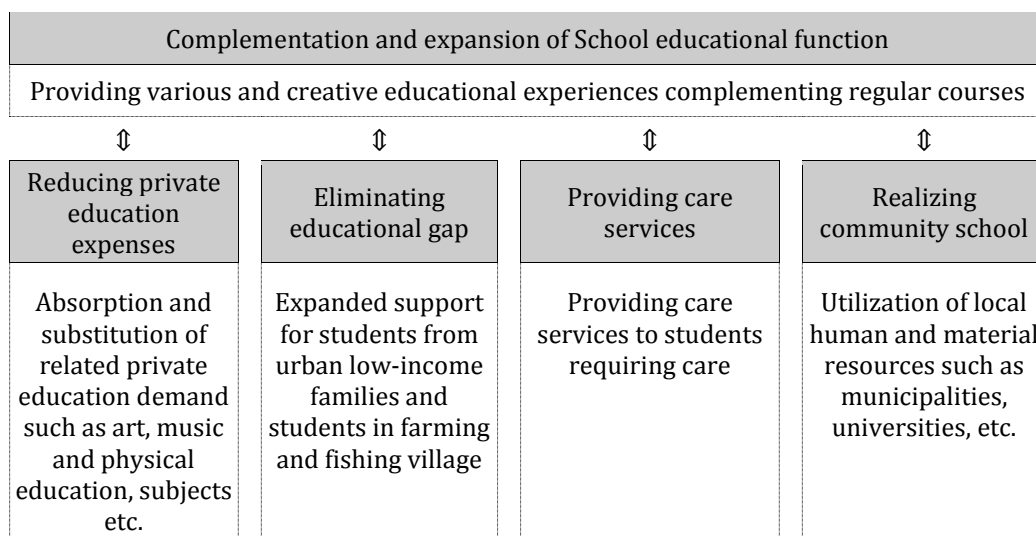 Complementation and expansion of School educational function
Providing various and creative educational experiences complementing regular courses
⇕ ⇕ ⇕ ⇕
Reducing private
education
expenses
Eliminating
educational gap
Providing care
services
Realizing
community school
Absorption and
substitution of
related private
education demand
such as art, music
and physical
education, subjects
etc.
Expanded support
for students from
urban low-income
families and
students in farming
and fishing village
Providing care
services to students
requiring care
Utilization of local
human and material
resources such as
municipalities,
universities, etc.